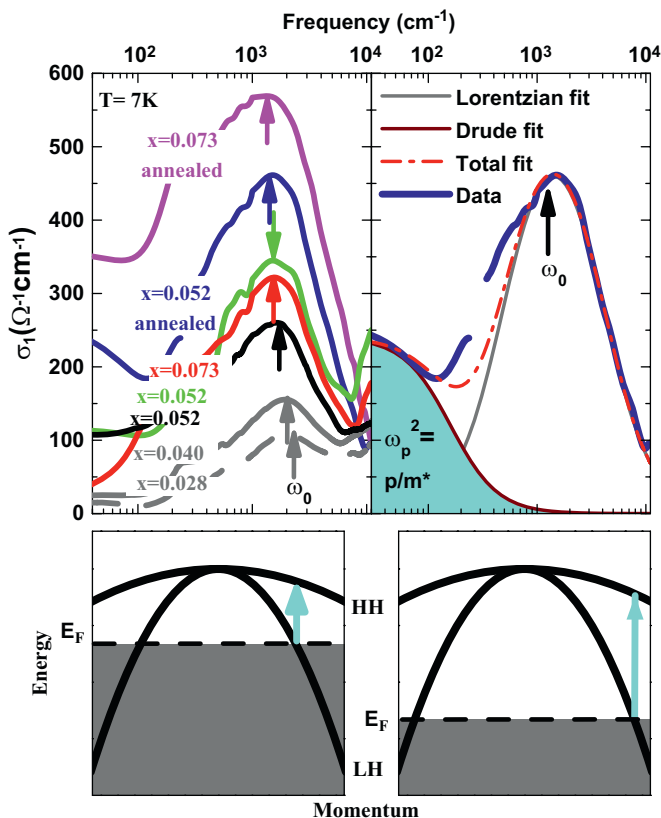 Frequency (cm⁻¹)
10² 10³ 10⁴ 10² 10³ 10⁴
600
500
400
300
200
100
0
σ₁(Ω⁻¹cm⁻¹)
T= 7K
x=0.073
annealed
x=0.052
annealed
x=0.073
x=0.052
x=0.052
x=0.040
x=0.028
ω₀
Lorentzian fit
Drude fit
Total fit
Data
ω₀
ωₚ²=
p/m*
Energy
E_F
HH
LH
E_F
Momentum